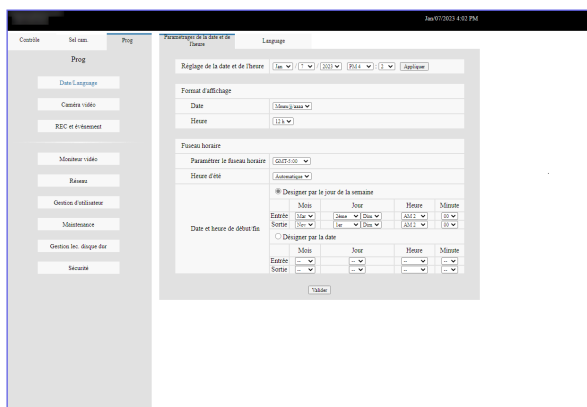 Jan/07/2023 4:02 PM
Contrôle Sel cam. Prog
Paramétrages de la date et de l'heure Language
Prog
Date/Language
Caméra vidéo
REC et événement
Moniteur vidéo
Réseau
Gestion d'utilisateur
Maintenance
Gestion lec. disque dur
Sécurité
Réglage de la date et de l'heure Jan / 7 / 2023 PM 4 : 2 Appliquer
Format d'affichage
Date Mmm/jj/aaaa
Heure 12 h
Fuseau horaire
Paramétrer le fuseau horaire GMT-5:00
Heure d'été Automatique
Date et heure de début/fin
Désigner par le jour de la semaine
Mois Jour Heure Minute
Entrée Mar 2ème Dim AM 2 00
Sortie Nov 1er Dim AM 2 00
Désigner par la date
Mois Jour Heure Minute
Entrée -- -- -- --
Sortie -- -- -- --
Valider